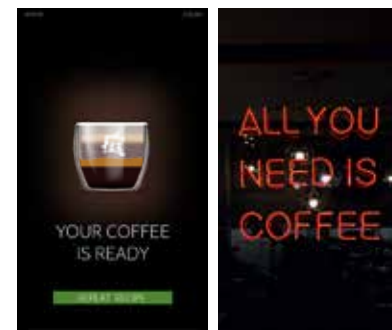 YOUR COFFEE
IS READY
REPEAT RECIPE
ALL YOU
NEED IS
COFFEE